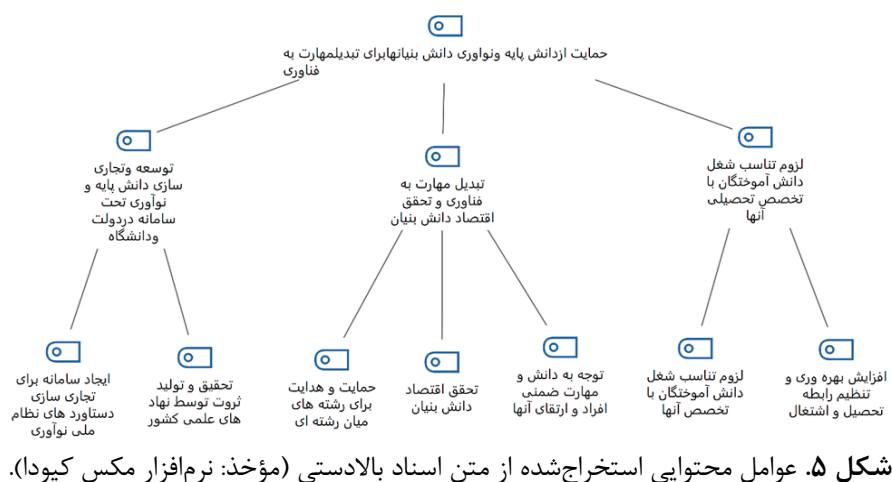 حمایت ازدانش پایه ونواوری دانش بنیانهابرای تبدیلمهارت به
فناوری
لزوم تناسب شغل
دانش آموختگان با
تخصص تحصیلی
آنها
تبدیل مهارت به
فناوری و تحقق
اقتصاد دانش بنیان
توسعه وتجاری
سازی دانش پایه و
نوآوری تحت
سامانه دردولت
ودانشگاه
افزایش بهره وری و
تنظیم رابطه
تحصیل و اشتغال
لزوم تناسب شغل
دانش آموختگان با
تخصص آنها
توجه به دانش و
مهارت ضمنی
افراد و ارتقای آنها
تحقق اقتصاد
دانش بنیان
حمایت و هدایت
برای رشته های
میان رشته ای
تحقیق و تولید
ثروت توسط نهاد
های علمی کشور
ایجاد سامانه برای
تجاری سازی
دستاورد های نظام
ملی نوآوری
شکل ۵. عوامل محتوایی استخراج‌شده از متن اسناد بالادستی (مؤخذ: نرم‌افزار مکس کیودا).